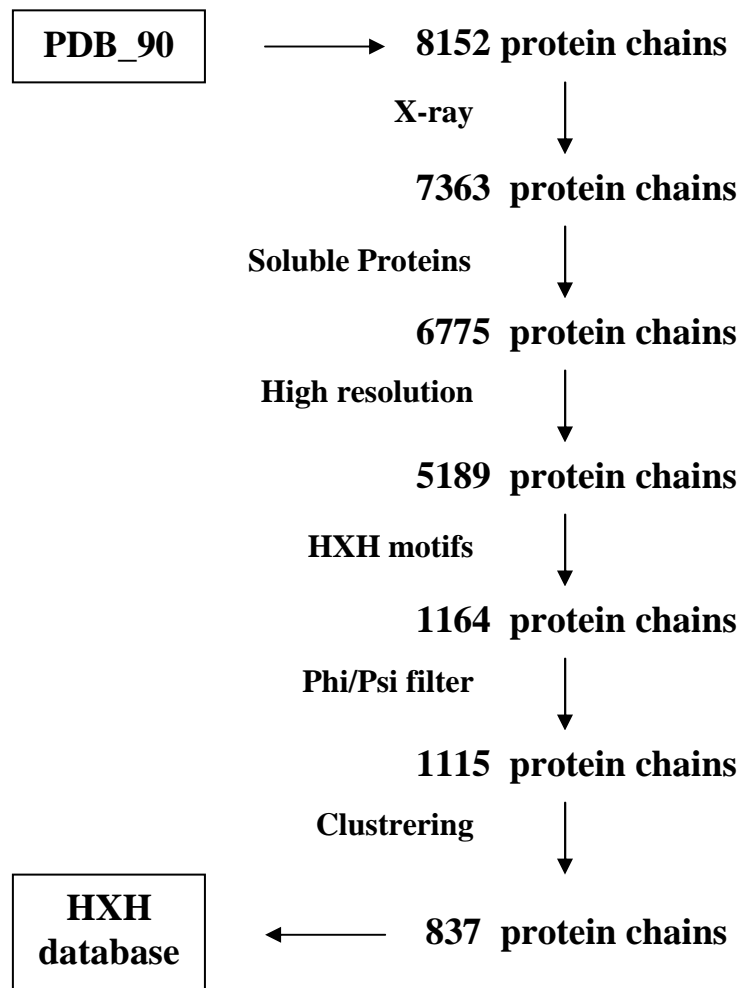 PDB_90
8152 protein chains
X-ray
7363 protein chains
Soluble Proteins
6775 protein chains
High resolution
5189 protein chains
HXH motifs
1164 protein chains
Phi/Psi filter
1115 protein chains
Clustrering
HXH
database
837 protein chains